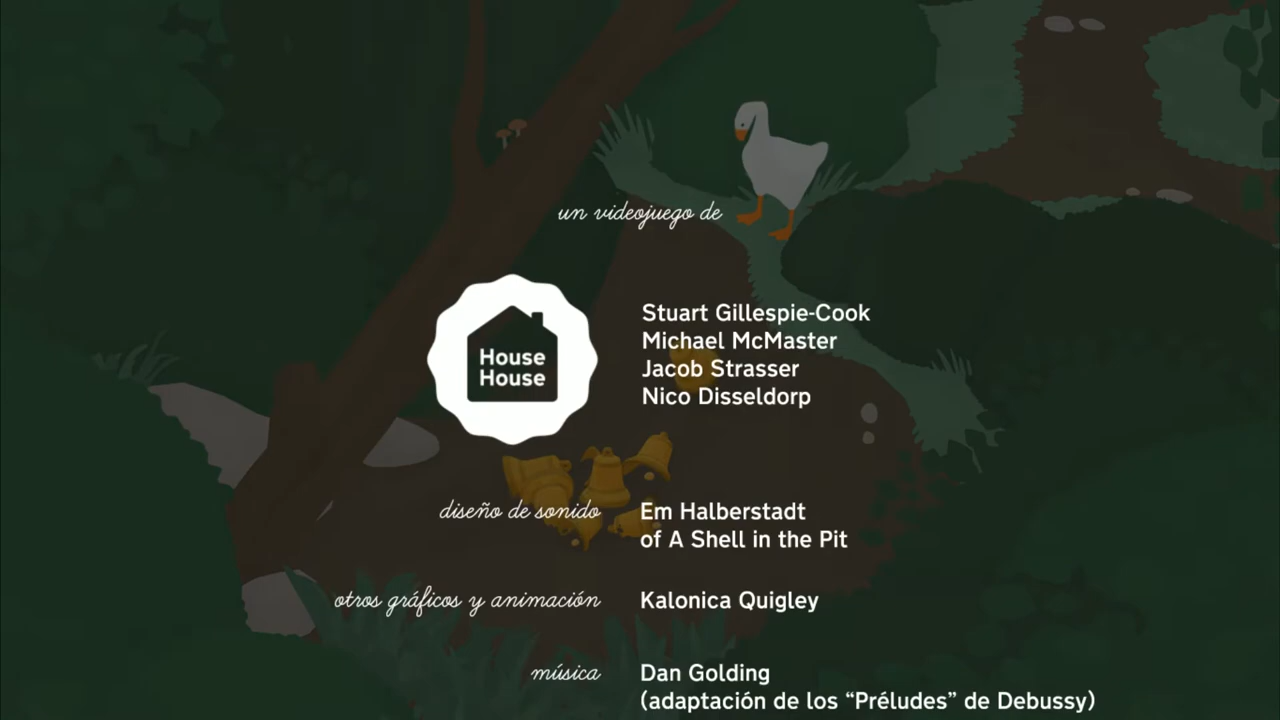 un videojuego de
House
House
Stuart Gillespie-Cook
Michael McMaster
Jacob Strasser
Nico Disseldorp
diseño de sonido
Em Halberstadt
of A Shell in the Pit
otros gráficos y animación
Kalonica Quigley
música
Dan Golding
(adaptación de los “Préludes” de Debussy)